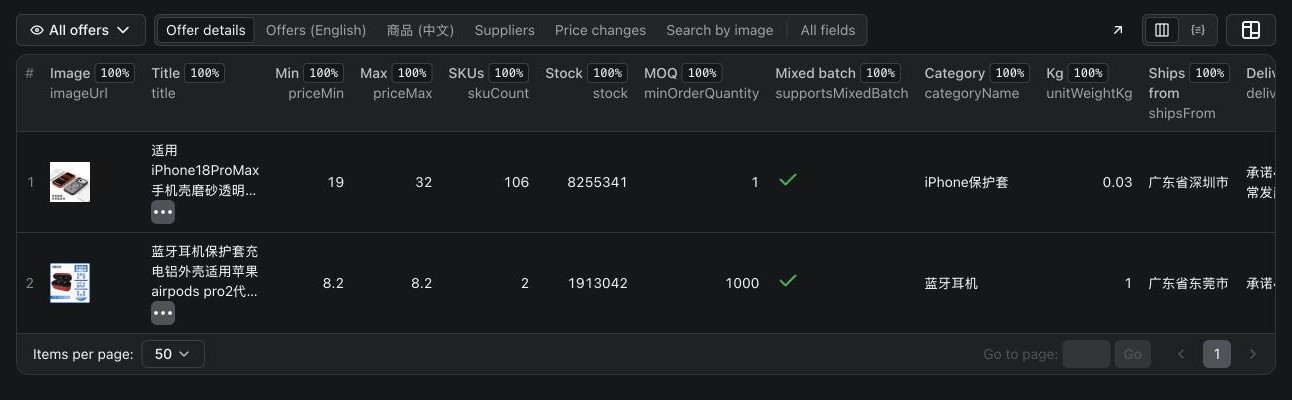 All offers Offer details Offers (English) 商品 (中文) Suppliers Price changes Search by image All fields
# Image 100% Title 100% Min 100% Max 100% SKUs 100% Stock 100% MOQ 100% Mixed batch 100% Category 100% Kg 100% Ships from 100% Deliv
imageUrl title priceMin priceMax skuCount stock minOrderQuantity supportsMixedBatch categoryName unitWeightKg shipsFrom deliv
适用
iPhone18ProMax
手机壳磨砂透明...
1 19 32 106 8255341 1 iPhone保护套 0.03 广东省深圳市 承诺
蓝牙耳机保护套充
电铝外壳适用苹果
airpods pro2代...
2 8.2 8.2 2 1913042 1000 蓝牙耳机 1 广东省东莞市 承诺
Items per page: 50 Go to page: Go 1